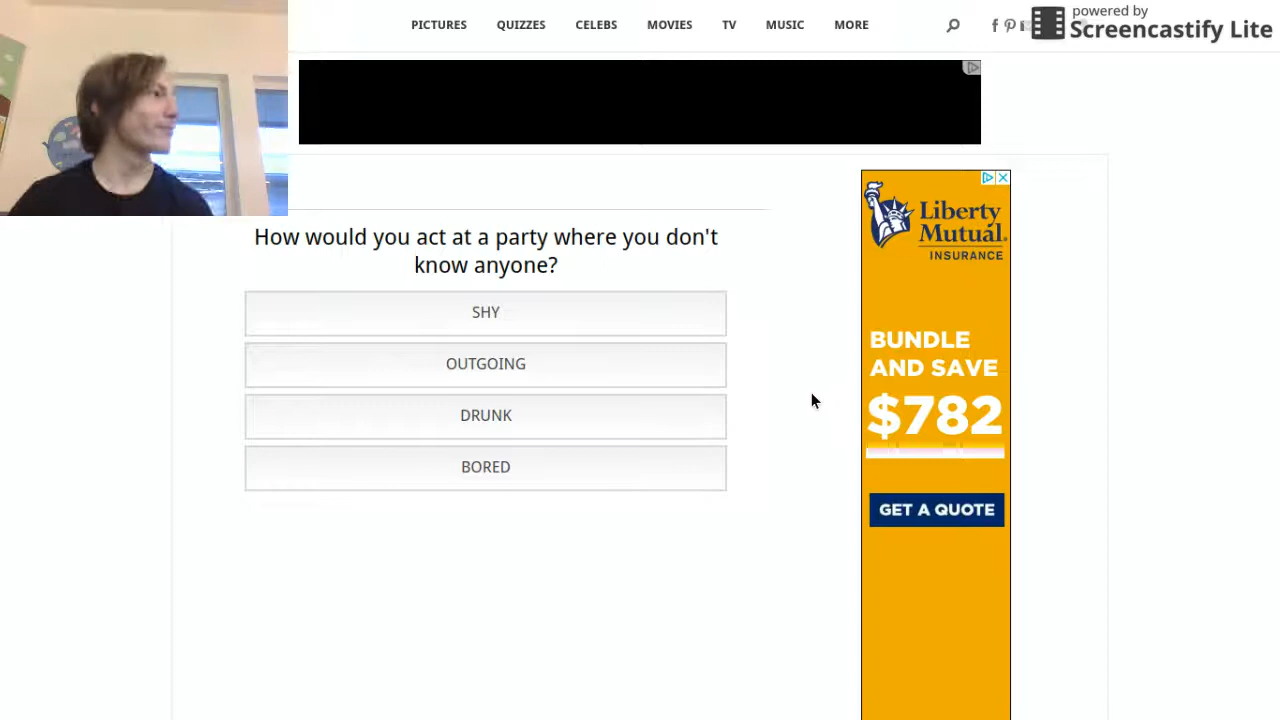 PICTURES QUIZZES CELEBS MOVIES TV MUSIC MORE
powered by
Screencastify Lite
How would you act at a party where you don't
know anyone?
SHY
OUTGOING
DRUNK
BORED
Liberty
Mutual.
INSURANCE
BUNDLE
AND SAVE
$782
GET A QUOTE